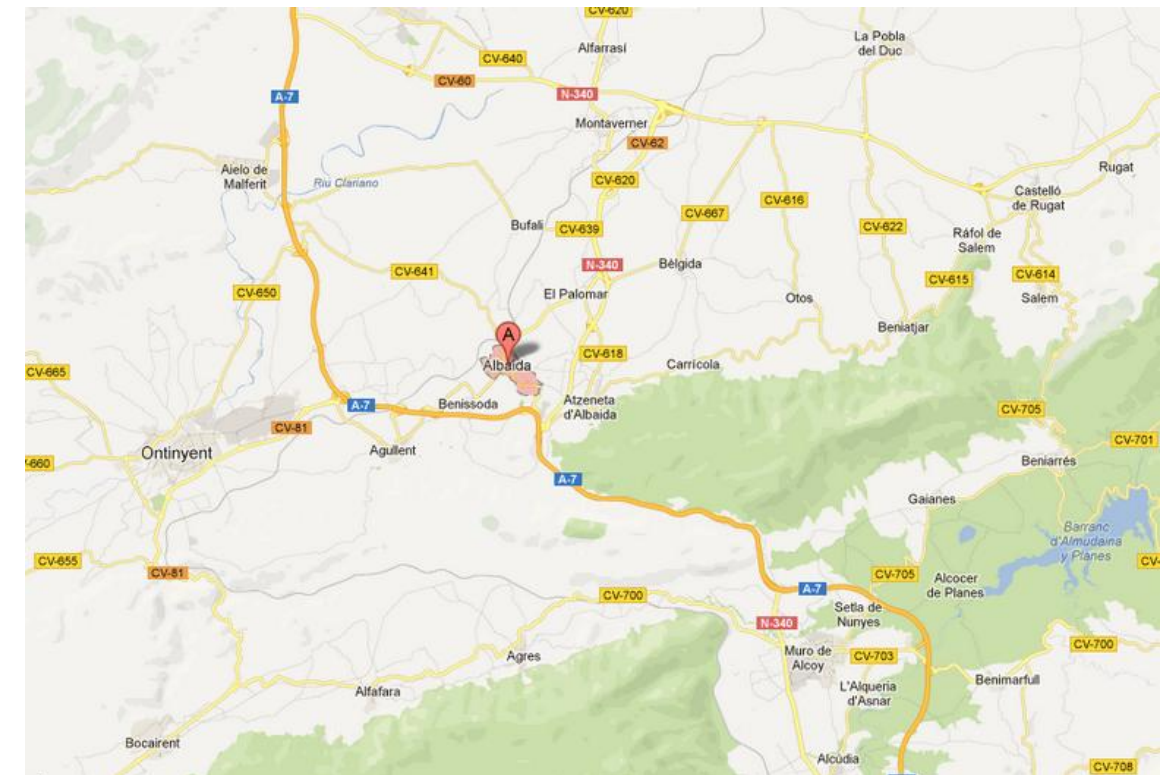 CV-620
La Pobla
del Duc
Alfarrasí
CV-640
CV-60
N-340
A-7
Montaverner
CV-62
Aielo de
Malferit
Riu Clariano
CV-620
Rugat
Castelló
de Rugat
CV-616
CV-667
Bufali
CV-639
CV-622
Ráfol de
Salem
N-340
Bèlgida
CV-641
CV-615
CV-614
CV-650
El Palomar
Otos
Salem
Beniatjar
A
CV-618
Albaida
Carrícola
CV-665
Benissoda
A-7
Atzeneta
d'Albaida
CV-705
CV-81
CV-701
Ontinyent
Agullent
Beniarrés
A-7
Gaianes
Barranc
d'Almudaina
y Planes
CV-655
CV-81
CV-705
Alcocer
de Planes
A-7
CV-700
Setla de
Nunyes
N-340
CV-700
Muro de
Alcoy
CV-703
Agres
Benimarfull
L'Alqueria
d'Asnar
Alfafara
Bocairent
Alcúdia
CV-708